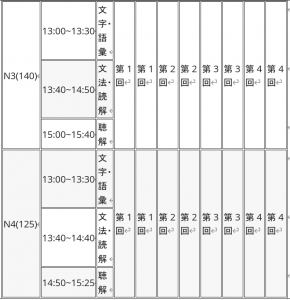 13:00~13:30
文
字・
語
彙
N3(140)
13:40~14:50
文
法・
読
解
第 1 第 1 第 2 第 2 第 3 第 3 第 4 第 4
回 回 回 回 回 回 回 回
15:00~15:40
聴
解
13:00~13:30
文
字・
語
彙
N4(125)
13:40~14:40
文
法・
読
解
第 1 第 1 第 2 第 2 第 3 第 3 第 4 第 4
回 回 回 回 回 回 回 回
14:50~15:25
聴
解